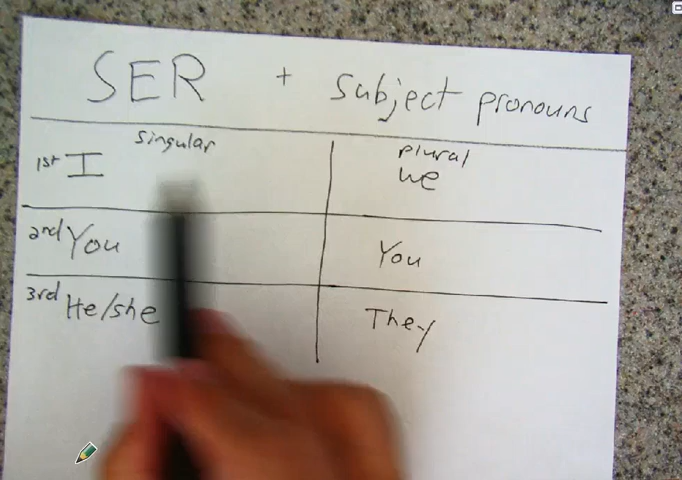 SER + subject pronouns
singular plural
1st I we
2nd You You
3rd He/she They